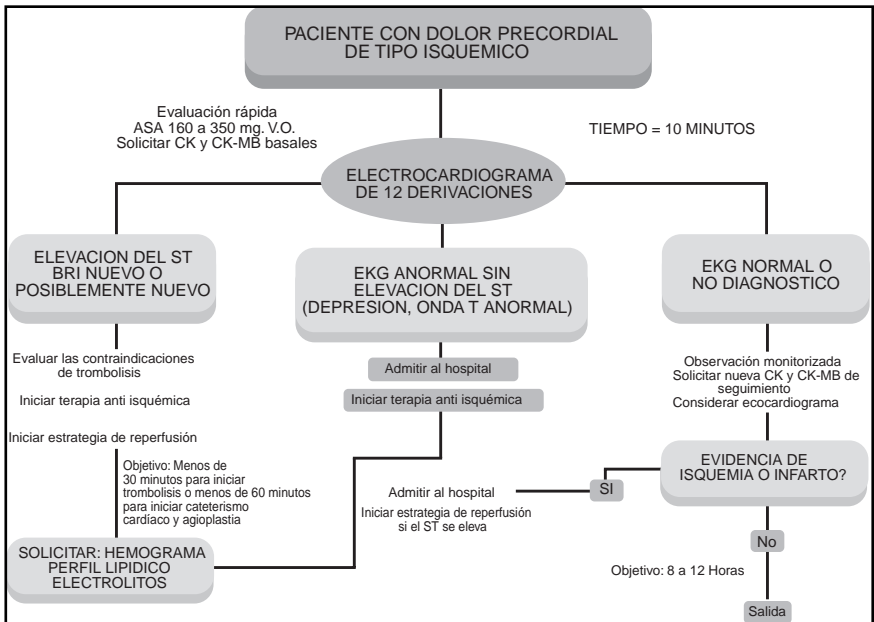 PACIENTE CON DOLOR PRECORDIAL
DE TIPO ISQUEMICO
Evaluación rápida
ASA 160 a 350 mg. V.O.
Solicitar CK y CK-MB basales
TIEMPO = 10 MINUTOS
ELECTROCARDIOGRAMA
DE 12 DERIVACIONES
ELEVACION DEL ST
BRI NUEVO O
POSIBLEMENTE NUEVO
EKG ANORMAL SIN
ELEVACION DEL ST
(DEPRESION, ONDA T ANORMAL)
EKG NORMAL O
NO DIAGNOSTICO
Evaluar las contraindicaciones
de trombolisis
Iniciar terapia anti isquémica
Iniciar estrategia de reperfusión
Objetivo: Menos de
30 minutos para iniciar
trombolisis o menos de 60 minutos
para iniciar cateterismo
cardíaco y agioplastia
SOLICITAR: HEMOGRAMA
PERFIL LIPIDICO
ELECTROLITOS
Admitir al hospital
Iniciar terapia anti isquémica
Observación monitorizada
Solicitar nueva CK y CK-MB de
seguimiento
Considerar ecocardiograma
EVIDENCIA DE
ISQUEMIA O INFARTO?
SI
Admitir al hospital
Iniciar estrategia de reperfusión
si el ST se eleva
No
Objetivo: 8 a 12 Horas
Salida